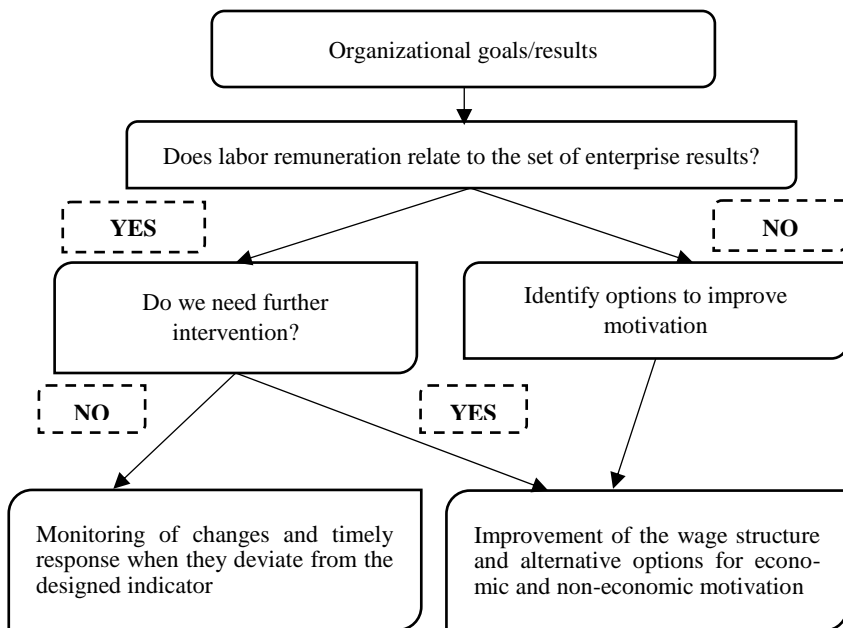 Organizational goals/results
Does labor remuneration relate to the set of enterprise results?
YES
NO
Do we need further
intervention?
Identify options to improve
motivation
NO
YES
Monitoring of changes and timely
response when they deviate from the
designed indicator
Improvement of the wage structure
and alternative options for econo-
mic and non-economic motivation